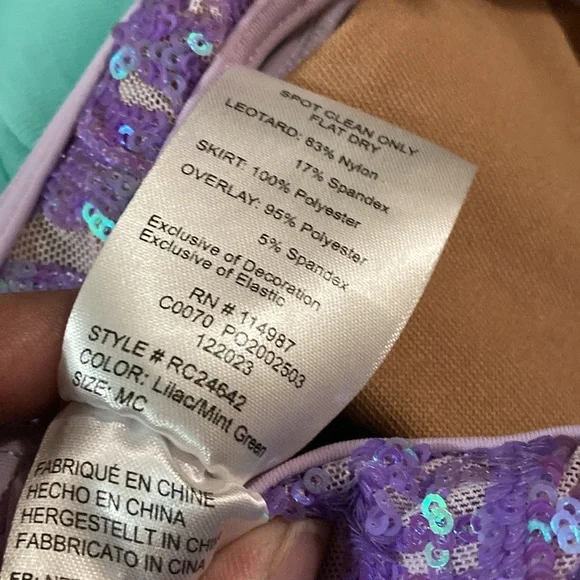 SPOT CLEAN ONLY
FLAT DRY
LEOTARD: 83% Nylon
17% Spandex
SKIRT: 100% Polyester
OVERLAY: 95% Polyester
5% Spandex
Exclusive of Decoration
Exclusive of Elastic
RN # 114987
C0070 PO2002503
122023
STYLE # RC24642
COLOR: Lilac/Mint Green
SIZE: MC
FABRIQUÉ EN CHINE
HECHO EN CHINA
HERGESTELLT IN
FABBRICATO IN CINA